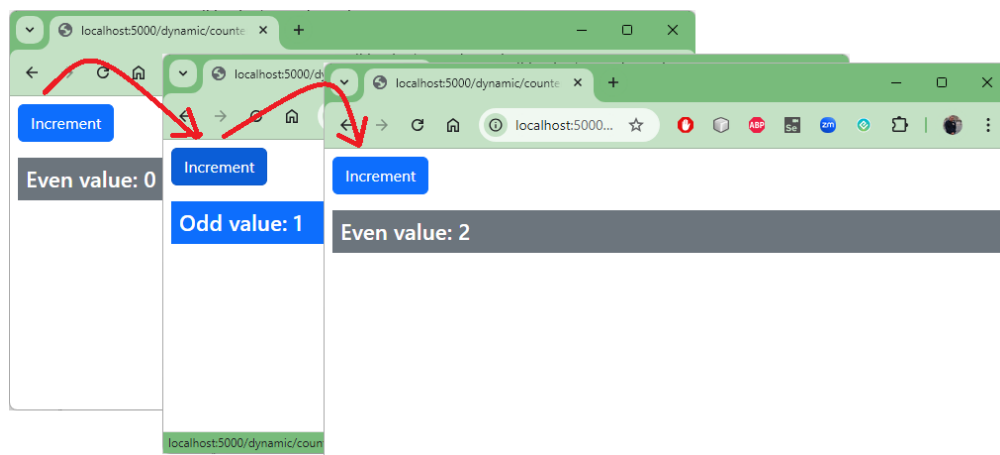 localhost:5000/dynamic/counte
Increment
Even value: 0
localhost:5000/dy
Increment
Odd value: 1
localhost:5000/dynamic/coun
localhost:5000/dynamic/counte
localhost:5000...
ABP
Se
zm
Increment
Even value: 2